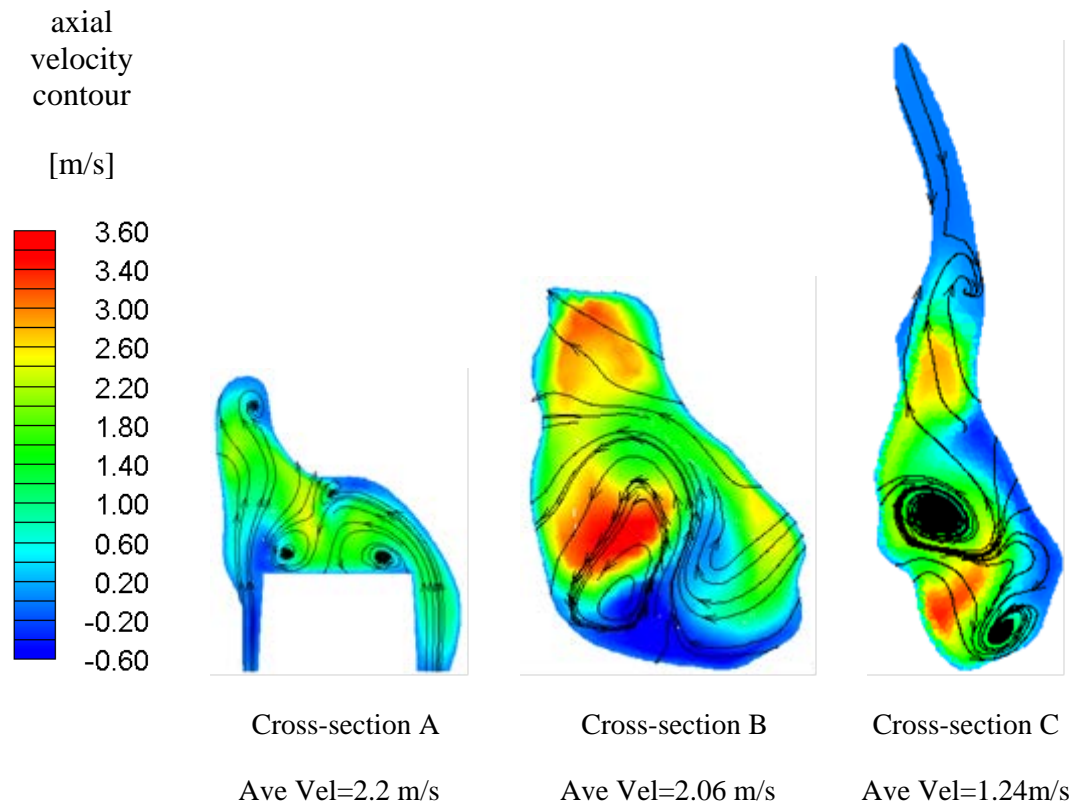 axial
velocity
contour
[m/s]
3.60
3.40
3.00
2.60
2.20
1.80
1.40
1.00
0.60
0.20
-0.20
-0.60
Cross-section A
Ave Vel=2.2 m/s
Cross-section B
Ave Vel=2.06 m/s
Cross-section C
Ave Vel=1.24m/s